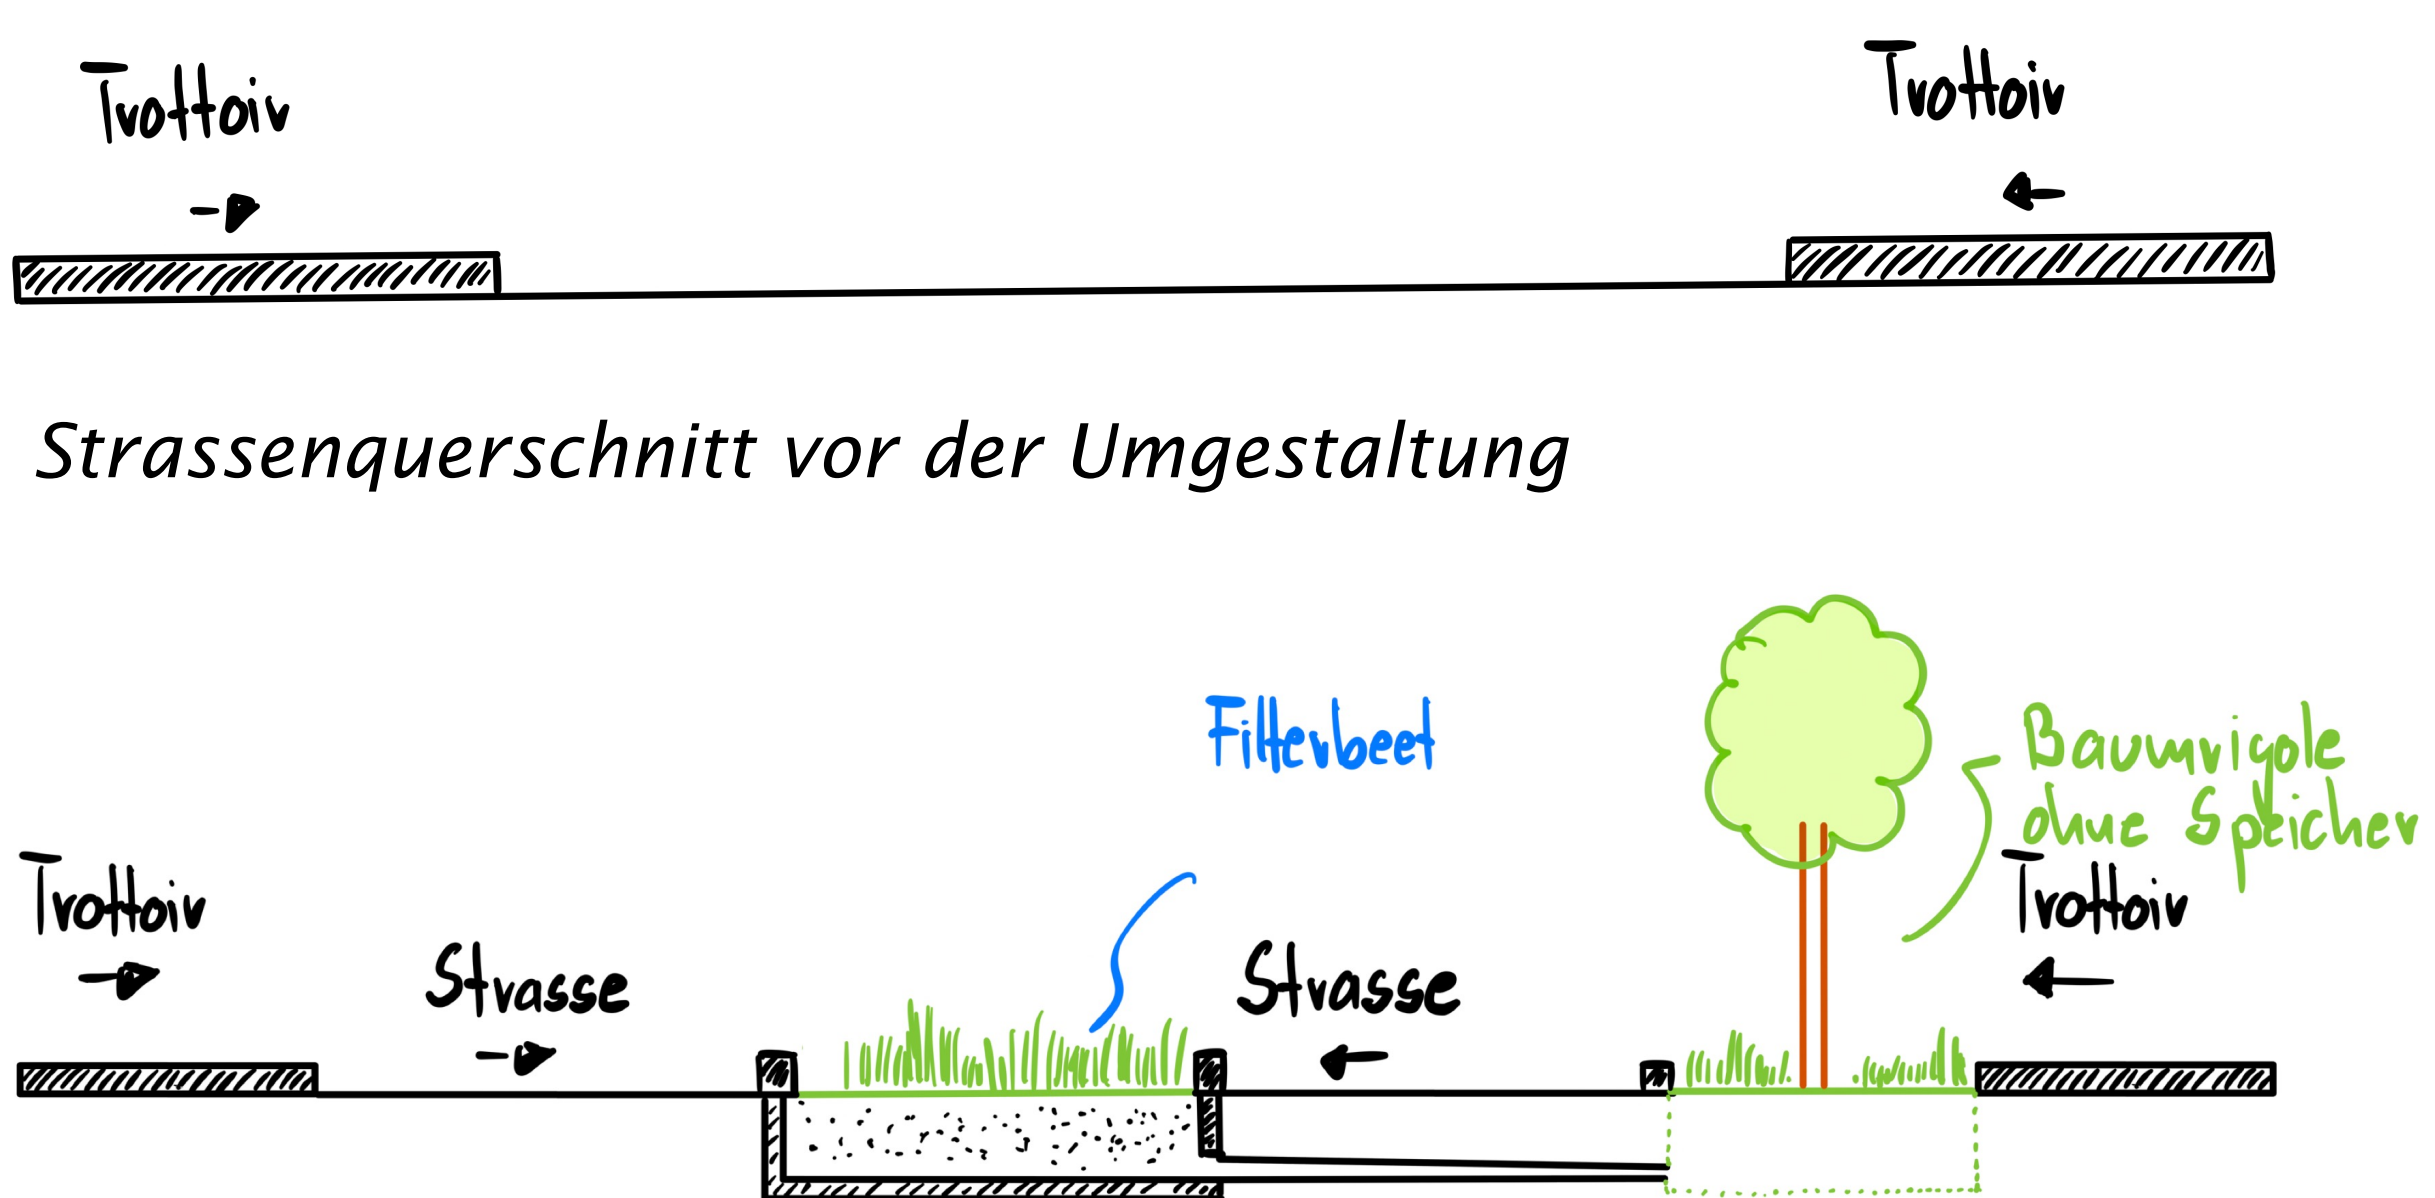 Trottoir
Trottoir
Strassenquerschnitt vor der Umgestaltung
Filterbeet
Baumrigole
ohne Speicher
Trottoir
Strasse
Strasse
Trottoir